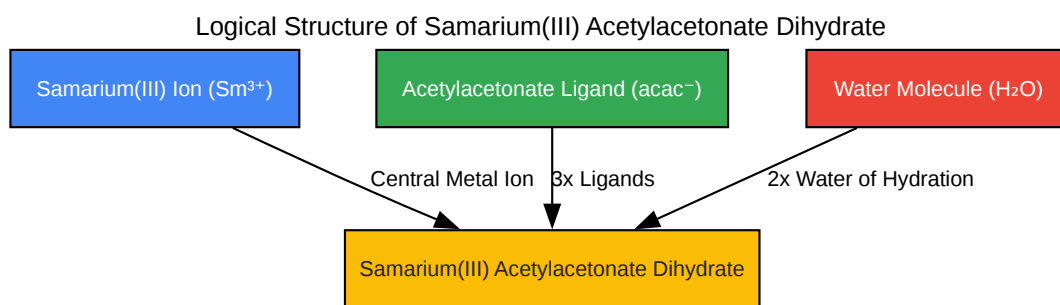 Logical Structure of Samarium(III) Acetylacetonate Dihydrate
Samarium(III) Ion (Sm³⁺)
Acetylacetonate Ligand (acac⁻)
Water Molecule (H₂O)
Central Metal Ion
3x Ligands
2x Water of Hydration
Samarium(III) Acetylacetonate Dihydrate